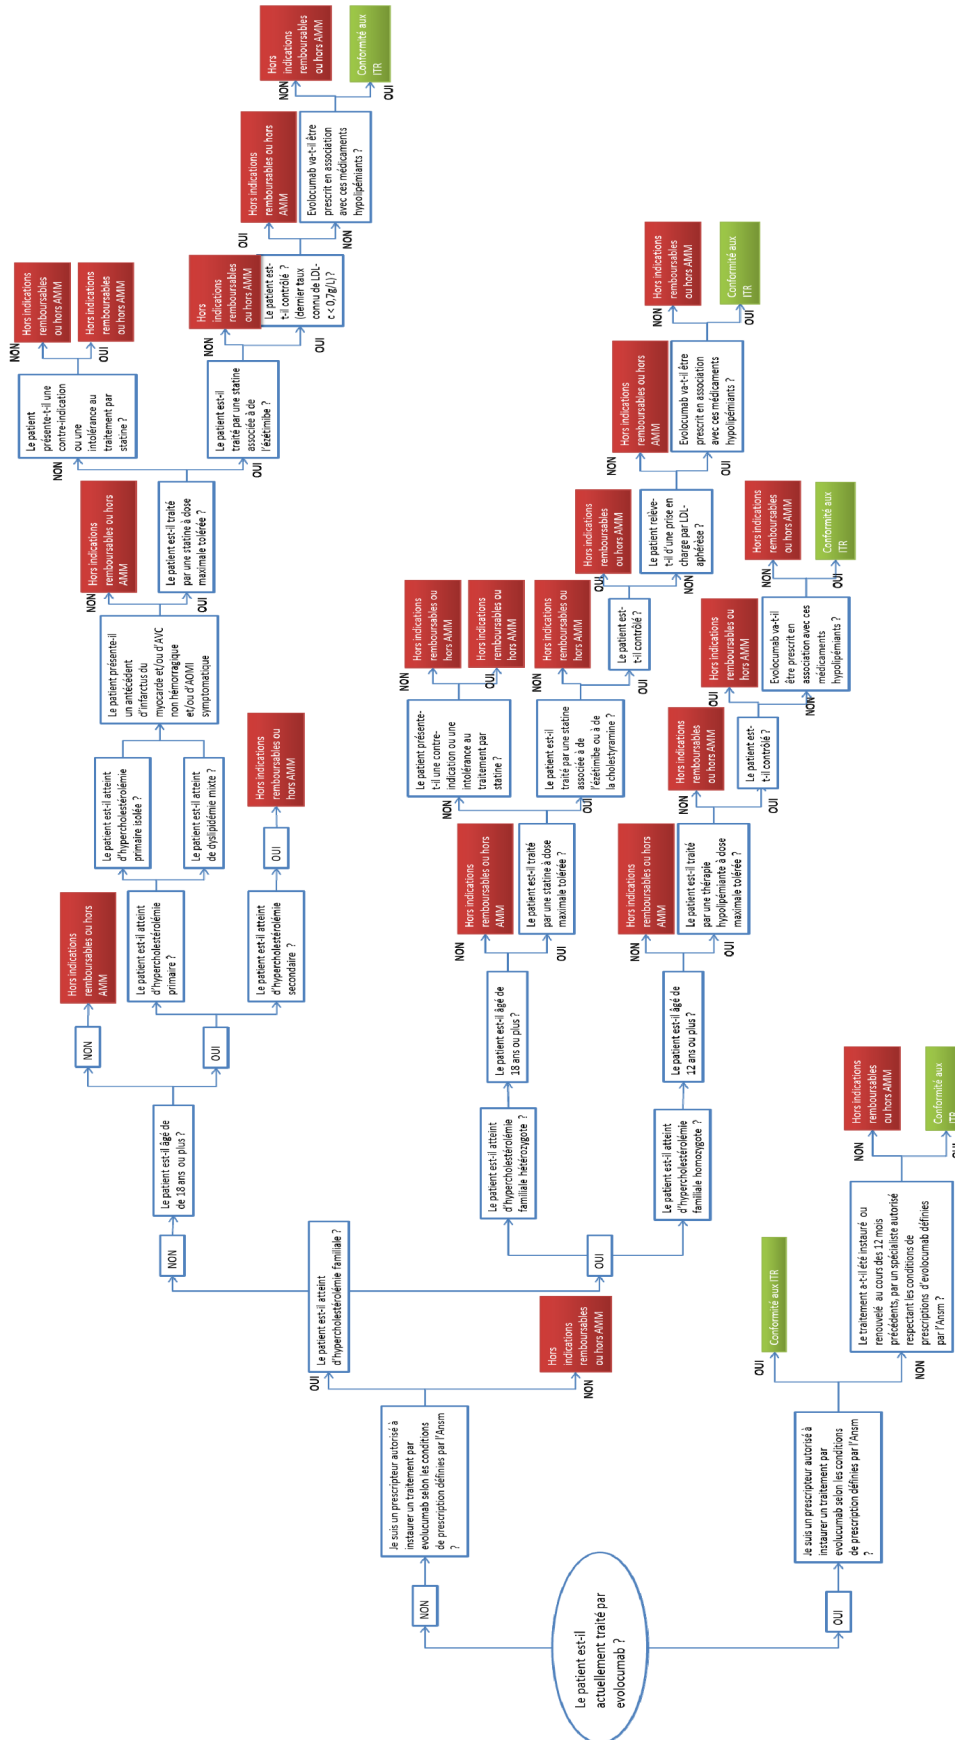 Le patient est-il
actuellement traité par
evolocumab ?
NON
Je suis un prescripteur autorisé à
instaurer un traitement par
evolucumab selon les conditions
de prescription définies par l'Ansm
?
OUI
Le patient est-il atteint
d'hypercholestérolémie familiale ?
NON
Hors
indications
remboursables
ou hors AMM
NON
Le patient est-il âgé de
de 18 ans ou plus ?
NON
Hors indications
remboursables ou hors
AMM
OUI
Le patient est-il atteint
d'hypercholestérolémie
primaire ?
Le patient est-il atteint
d'hypercholestérolémie
primaire isolée ?
Le patient est-il atteint
de dyslipidémie mixte ?
Le patient est-il atteint
d'hypercholestérolémie
secondaire ?
OUI
Hors indications
remboursables ou
hors AMM
Le patient présente-il
un antécédent
d'infarctus du
myocarde et/ou d'AVC
non hémorragique
et/ou d'AOMI
symptomatique
NON
Hors indications
remboursables ou hors
AMM
OUI
Le patient est-il traité
par une statine à dose
maximale tolérée ?
NON
Le patient
présente-t-il une
contre-indication
ou une
intolérance au
traitement par
statine ?
NON
Hors indications
remboursables
ou hors AMM
OUI
Hors indications
remboursables
ou hors AMM
OUI
Le patient est-il
traité par une statine
associée à de
l'ézétimibe ?
NON
Hors
indications
remboursables
ou hors AMM
OUI
Le patient est-
t-il contrôlé ?
(dernier taux
connu de LDL-
c < 0,7g/L) ?
OUI
Hors indications
remboursables ou hors
AMM
NON
Evolocumab va-t-il être
prescrit en association
avec ces médicaments
hypolipémiants ?
NON
Hors
indications
remboursables
ou hors AMM
OUI
Conformité aux
ITR
OUI
Le patient est-il atteint
d'hypercholestérolémie
familiale hétérozygote ?
Le patient est-il âgé de
18 ans ou plus ?
NON
Hors indications
remboursables ou hors
AMM
OUI
Le patient est-il traité
par une statine à dose
maximale tolérée ?
NON
Le patient présente-
t-il une contre-
indication ou une
intolérance au
traitement par
statine ?
NON
Hors indications
remboursables ou
hors AMM
OUI
Hors indications
remboursables ou
hors AMM
OUI
Le patient est-il
traité par une statine
associée à de
l'ézétimibe ou à de
la cholestyramine ?
NON
Hors indications
remboursables ou
hors AMM
OUI
Le patient est-
t-il contrôlé ?
OUI
Hors indications
remboursables
ou hors AMM
NON
Le patient relève-
t-il d'une prise en
charge par LDL-
aphérèse ?
NON
Hors indications
remboursables ou hors
AMM
OUI
Evolocumab va-t-il être
prescrit en association
avec ces médicaments
hypolipémiants ?
NON
Hors indications
remboursables
ou hors AMM
OUI
Conformité aux
ITR
Le patient est-il atteint
d'hypercholestérolémie
familiale homozygote ?
Le patient est-il âgé de
12 ans ou plus ?
NON
Hors indications
remboursables ou hors
AMM
OUI
Le patient est-il traité
par une thérapie
hypolipémiante à dose
maximale tolérée ?
NON
Hors indications
remboursables
ou hors AMM
OUI
Le patient est-
t-il contrôlé ?
OUI
Hors indications
remboursables ou
hors AMM
NON
Evolocumab va-t-il
être prescrit en
association avec ces
médicaments
hypolipémiants ?
NON
Hors indications
remboursables
ou hors AMM
OUI
Conformité aux
ITR
OUI
Je suis un prescripteur autorisé à
instaurer un traitement par
evolucumab selon les conditions
de prescription définies par l'Ansm
?
OUI
Conformité aux ITR
NON
Le traitement a-t-il été instauré ou
renouvelé au cours des 12 mois
précédents, par un spécialiste autorisé
respectant les conditions de
prescriptions d'evolocumab définies
par l'Ansm ?
NON
Hors indications
remboursables
ou hors AMM
OUI
Conformité aux
ITR